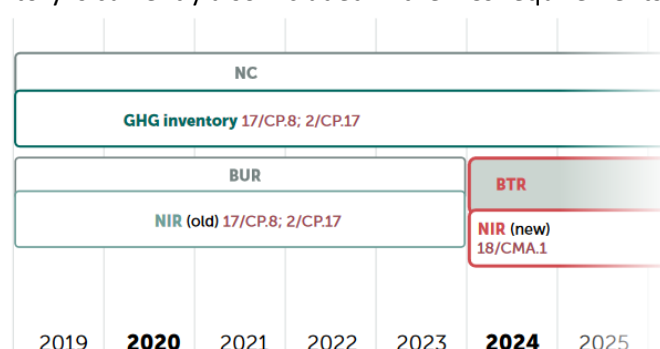 NC
GHG inventory 17/CP.8; 2/CP.17
BUR
BTR
NIR (old) 17/CP.8; 2/CP.17
NIR (new)
18/CMA.1
2019 2020 2021 2022 2023 2024 2025